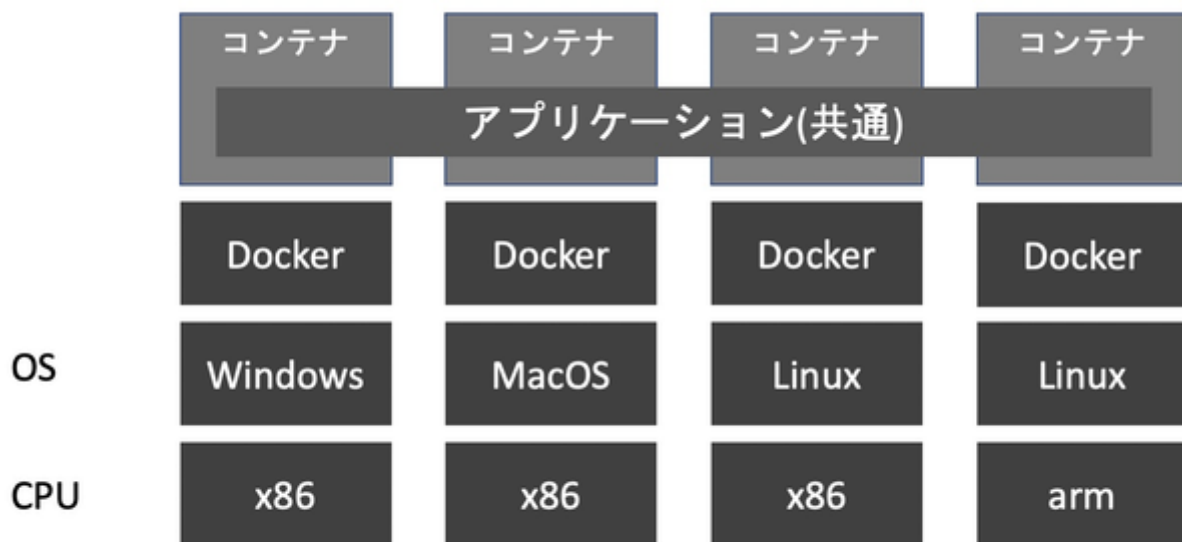 コンテナ コンテナ コンテナ コンテナ
アプリケーション(共通)
Docker Docker Docker Docker
OS Windows MacOS Linux Linux
CPU x86 x86 x86 arm